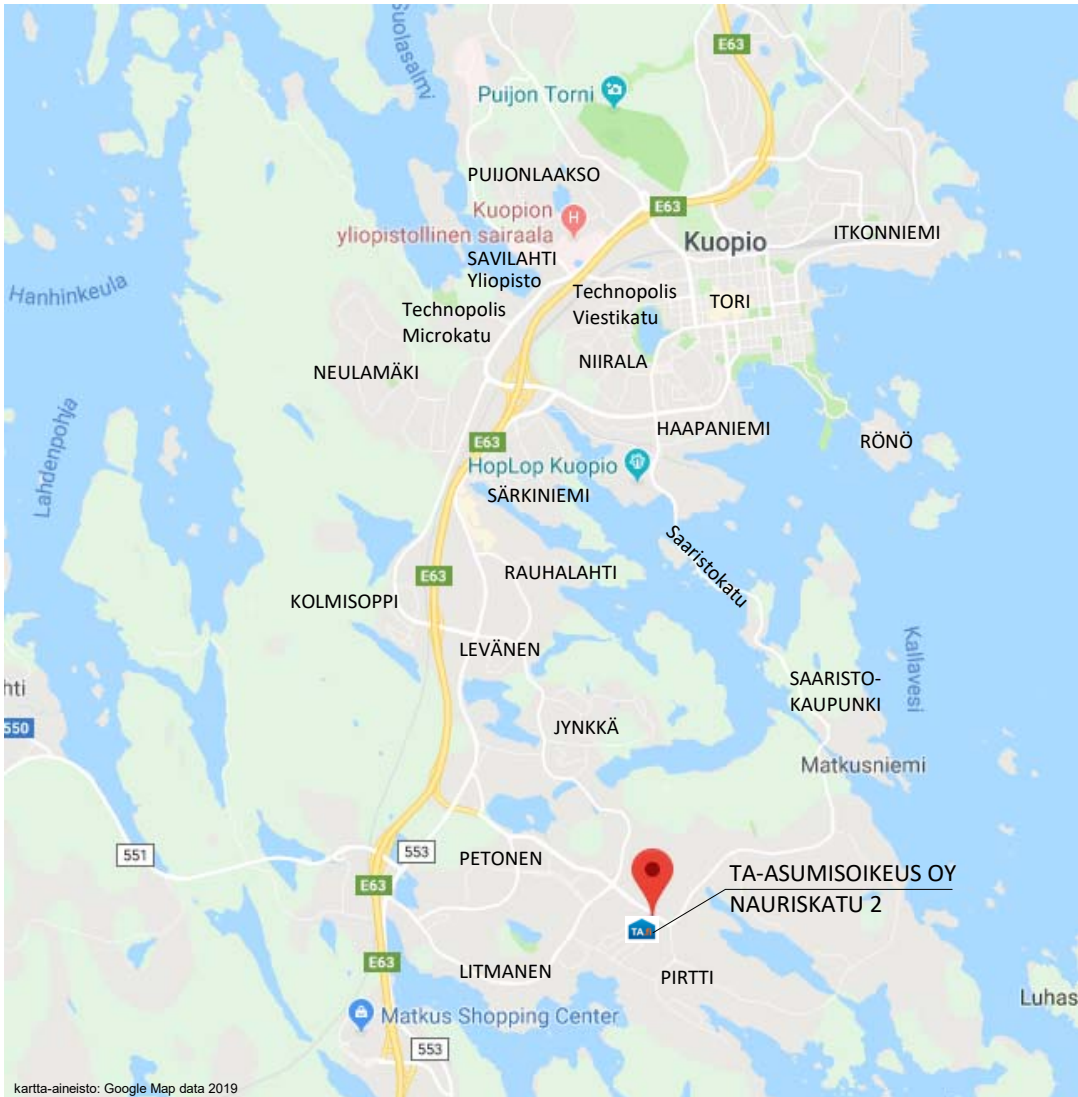 Suolasalmi
E63
Puijon Torni
PUIJONLAAKSO
Kuopion
yliopistollinen sairaala
H
E63
Kuopio
ITKONNIEMI
SAVILAHTI
Yliopisto
Hanhinkeula
Technopolis
Microkatu
Technopolis
Viestikatu
TORI
NEULAMÄKI
NIIRALA
HAAPANIEMI
RÖNÖ
Lahdenpohja
E63
HopLop Kuopio
SÄRKINIEMI
Saaristokatu
E63
RAUHALAHTI
KOLMISOPPI
LEVÄNEN
Kallavesi
SAARISTO-
KAUPUNKI
hti
550
JYNKKÄ
Matkusniemi
551
553
PETONEN
E63
TA-ASUMISOIKEUS OY
NAURISKATU 2
TA.fi
E63
LITMANEN
PIRTTI
Luhas
Matkus Shopping Center
553
kartta-aineisto: Google Map data 2019